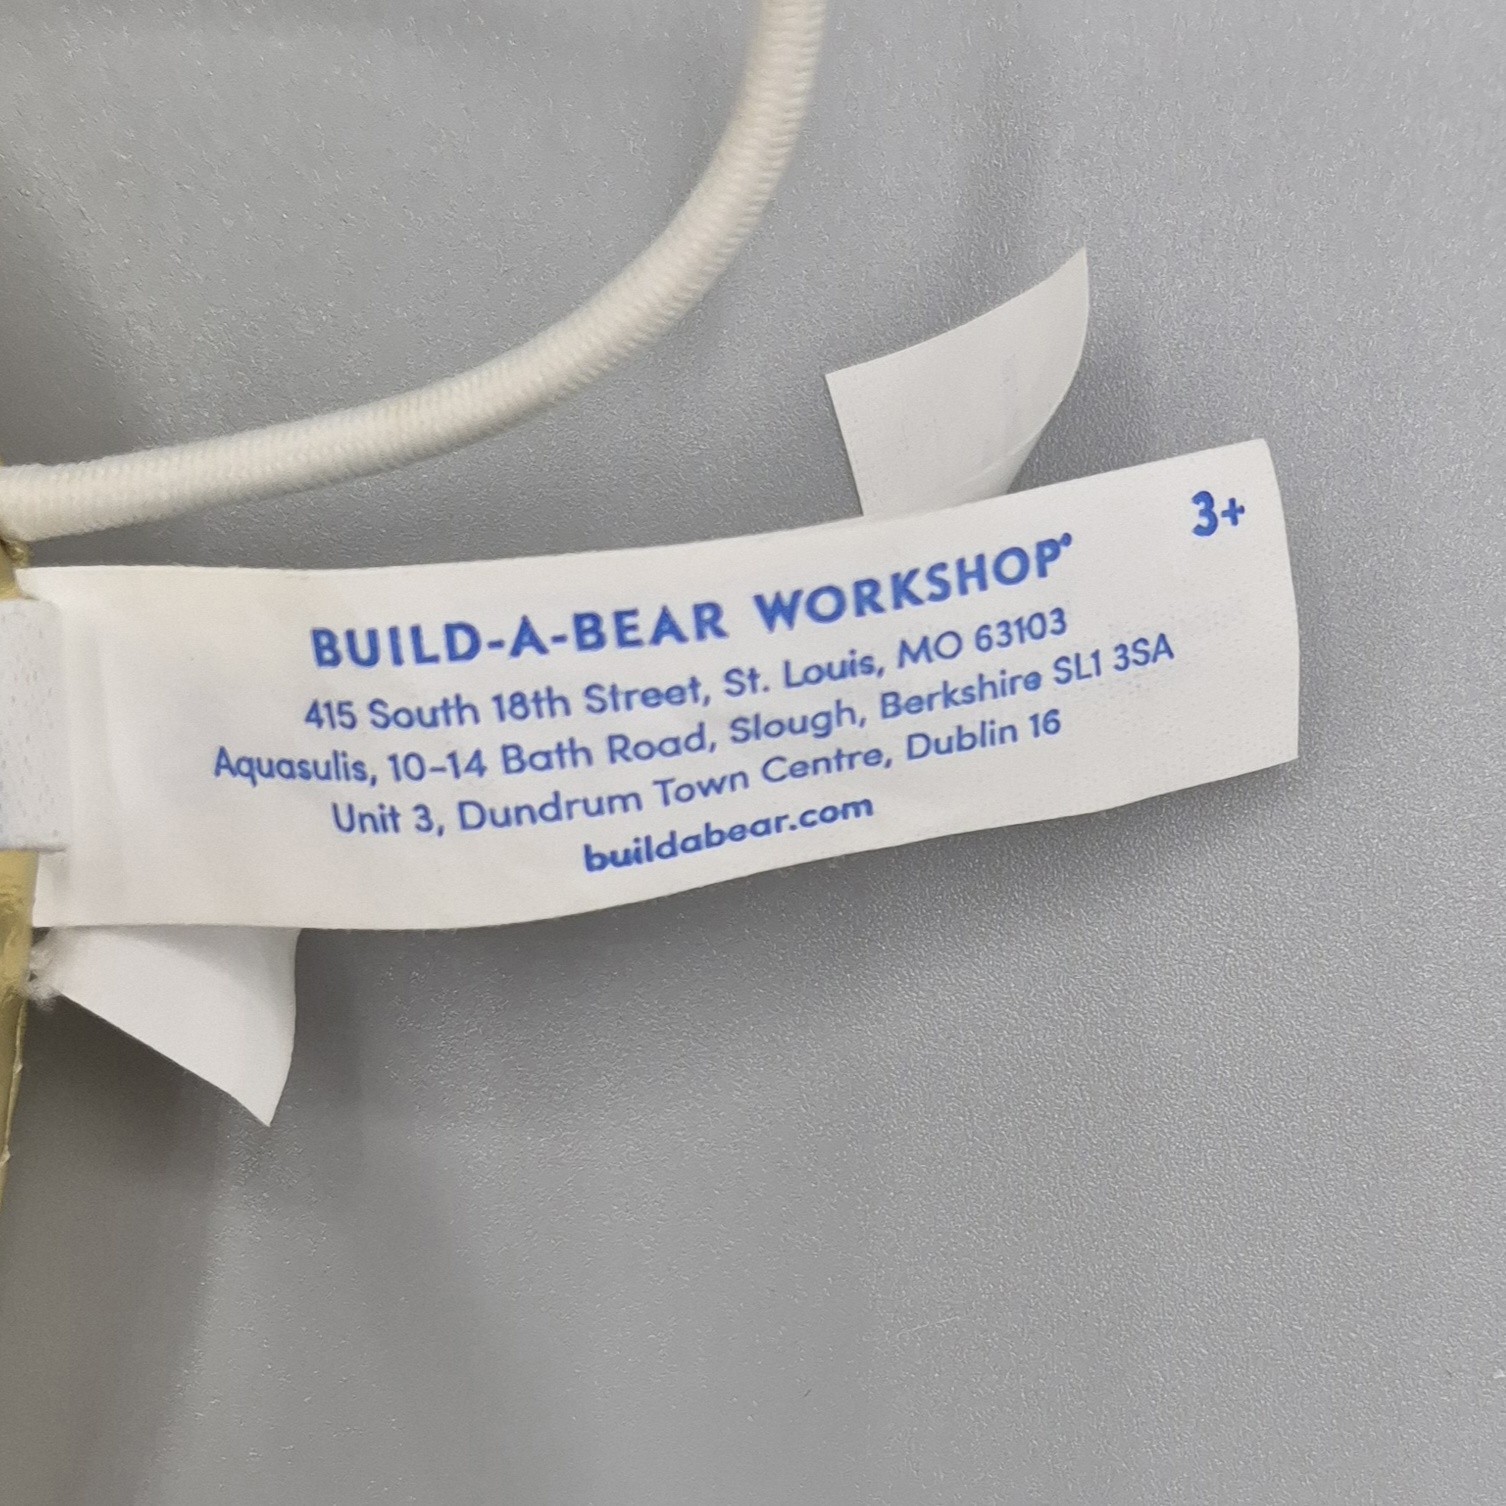 3+
BUILD-A-BEAR WORKSHOP®
415 South 18th Street, St. Louis, MO 63103
Aquasulis, 10-14 Bath Road, Slough, Berkshire SL1 3SA
Unit 3, Dundrum Town Centre, Dublin 16
buildabear.com